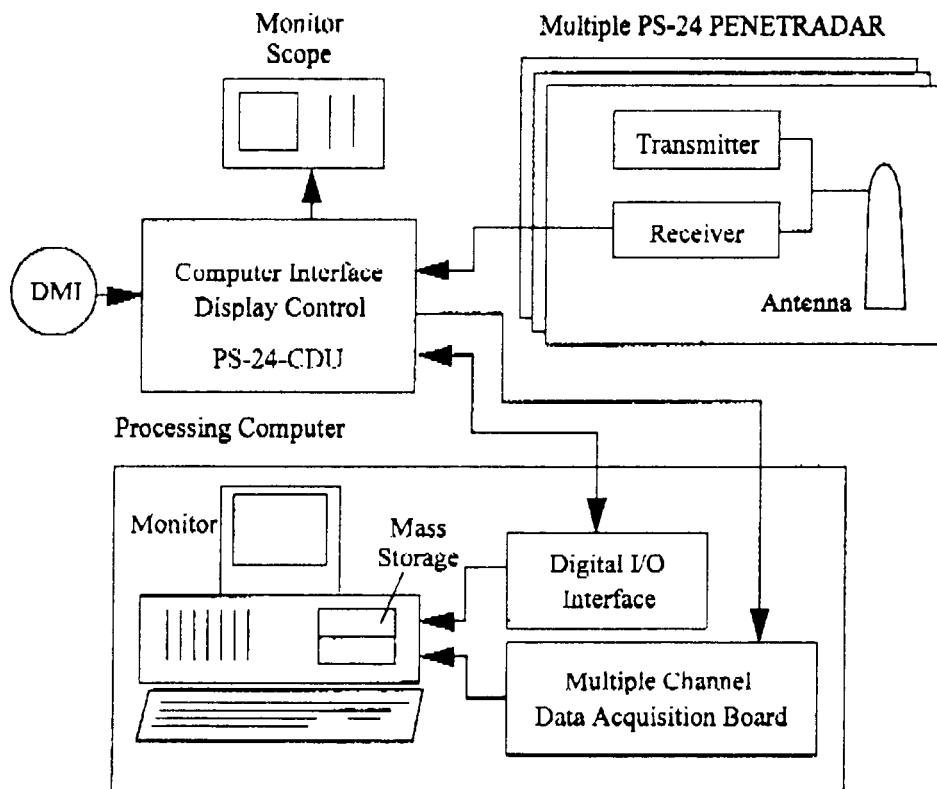 Monitor
Scope
Multiple PS-24 PENETRADAR
Transmitter
Receiver
Antenna
DMI
Computer Interface
Display Control
PS-24-CDU
Processing Computer
Monitor
Mass
Storage
Digital I/O
Interface
Multiple Channel
Data Acquisition Board